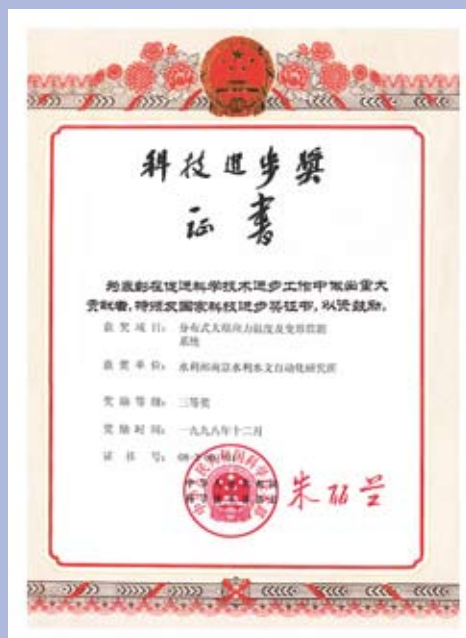 科技进步奖
证书
为表彰在促进科学技术进步工作中做出重大
贡献者,特颁发国家科技进步奖证书,以资鼓励。
获奖项目: 分布式大坝应力温度及变形监测
系统
获奖单位: 水利部南京水利水文自动化研究所
奖励等级: 三等奖
奖励时间: 一九九八年十二月
证书号:
朱丽兰